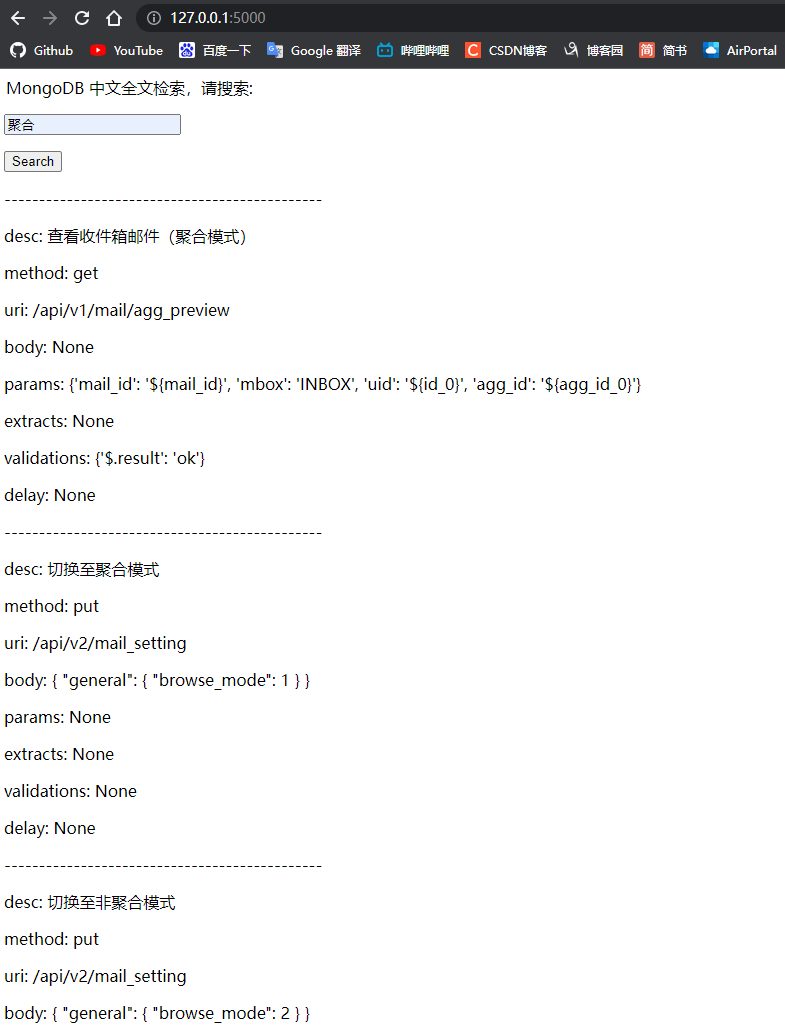 127.0.0.1:5000
Github YouTube 百度一下 Google 翻译 哔哩哔哩 CSDN博客 博客园 简书 AirPortal
MongoDB 中文全文检索，请搜索:
聚合
Search
--------------------------------------------
desc: 查看收件箱邮件（聚合模式）
method: get
uri: /api/v1/mail/agg_preview
body: None
params: {'mail_id': '${mail_id}', 'mbox': 'INBOX', 'uid': '${id_0}', 'agg_id': '${agg_id_0}'}
extracts: None
validations: {'$.result': 'ok'}
delay: None
--------------------------------------------
desc: 切换至聚合模式
method: put
uri: /api/v2/mail_setting
body: { "general": { "browse_mode": 1 } }
params: None
extracts: None
validations: None
delay: None
--------------------------------------------
desc: 切换至非聚合模式
method: put
uri: /api/v2/mail_setting
body: { "general": { "browse_mode": 2 } }